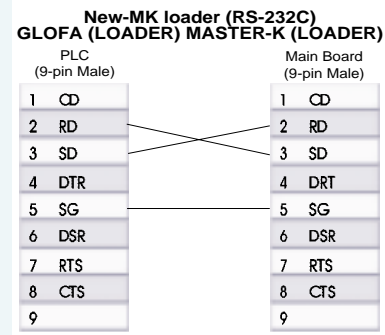 New-MK loader (RS-232C)
GLOFA (LOADER) MASTER-K (LOADER)
PLC
(9-pin Male)
Main Board
(9-pin Male)
1 CD
1 CD
2 RD
2 RD
3 SD
3 SD
4 DTR
4 DRT
5 SG
5 SG
6 DSR
6 DSR
7 RTS
7 RTS
8 CTS
8 CTS
9
9